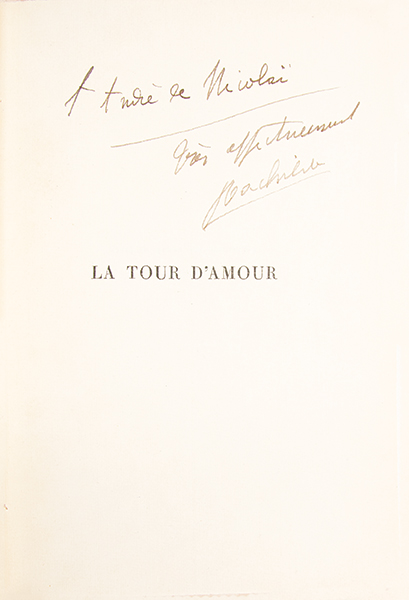 à André de Nicolaï
très affectueusement
Rachilde
LA TOUR D'AMOUR